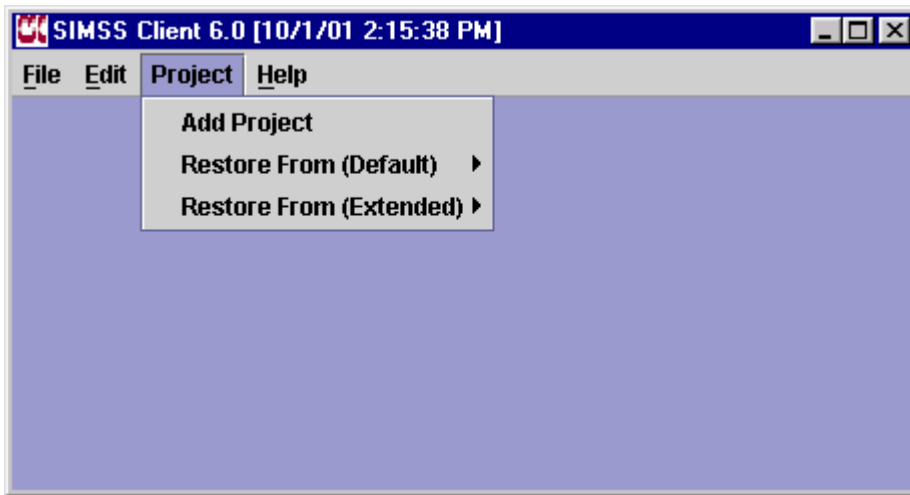 SIMSS Client 6.0 [10/1/01 2:15:38 PM]
File Edit Project Help
Add Project
Restore From (Default)
Restore From (Extended)